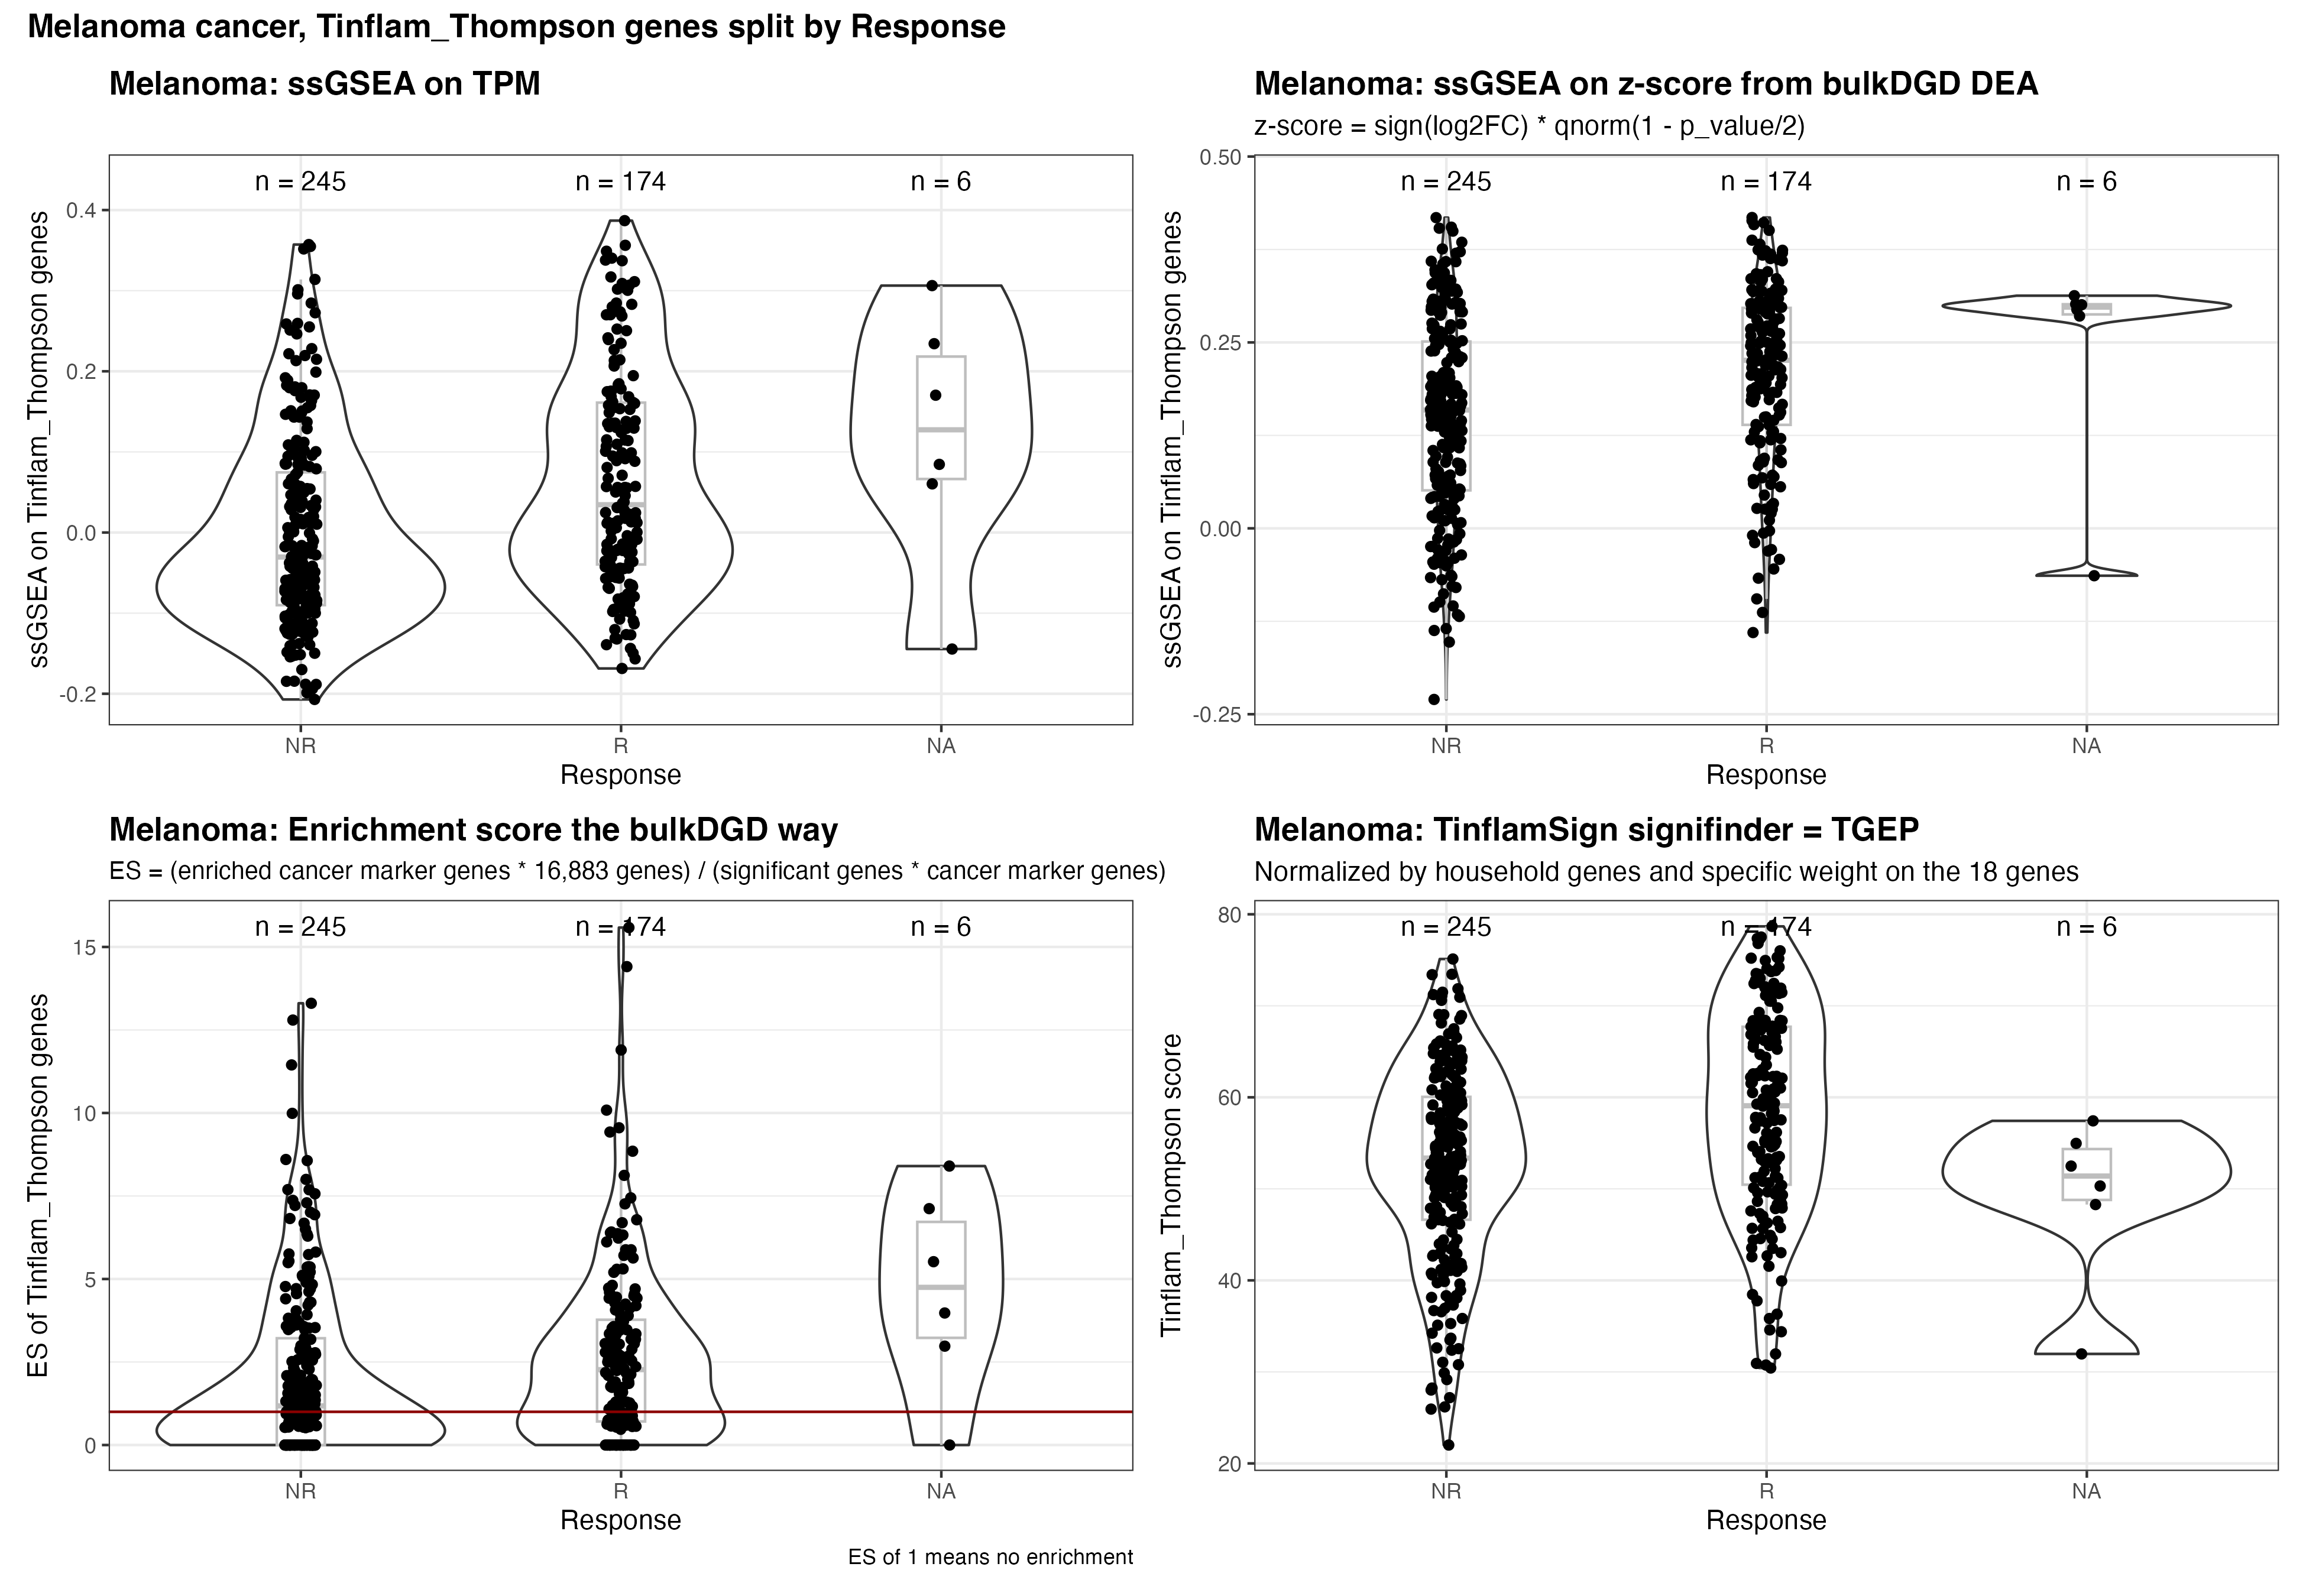 Melanoma cancer, Tinflam_Thompson genes split by Response
Melanoma: ssGSEA on TPM
n = 245
n = 174
n = 6
ssGSEA on Tinflam_Thompson genes
0.4
0.2
0.0
-0.2
NR
R
NA
Response
Melanoma: ssGSEA on z-score from bulkDGD DEA
z-score = sign(log2FC) * qnorm(1 - p_value/2)
n = 245
n = 174
n = 6
ssGSEA on Tinflam_Thompson genes
0.50
0.25
0.00
-0.25
NR
R
NA
Response
Melanoma: Enrichment score the bulkDGD way
ES = (enriched cancer marker genes * 16,883 genes) / (significant genes * cancer marker genes)
n = 245
n = 174
n = 6
ES of Tinflam_Thompson genes
15
10
5
0
NR
R
NA
Response
ES of 1 means no enrichment
Melanoma: TinflamSign signifinder = TGEP
Normalized by household genes and specific weight on the 18 genes
n = 245
n = 174
n = 6
Tinflam_Thompson score
80
60
40
20
NR
R
NA
Response